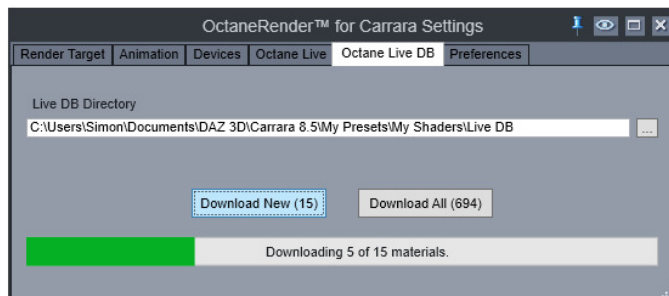 OctaneRender™ for Carrara Settings
Render Target Animation Devices Octane Live Octane Live DB Preferences
Live DB Directory
C:\Users\Simon\Documents\DAZ 3D\Carrara 8.5\My Presets\My Shaders\Live DB
...
Download New (15) Download All (694)
Downloading 5 of 15 materials.